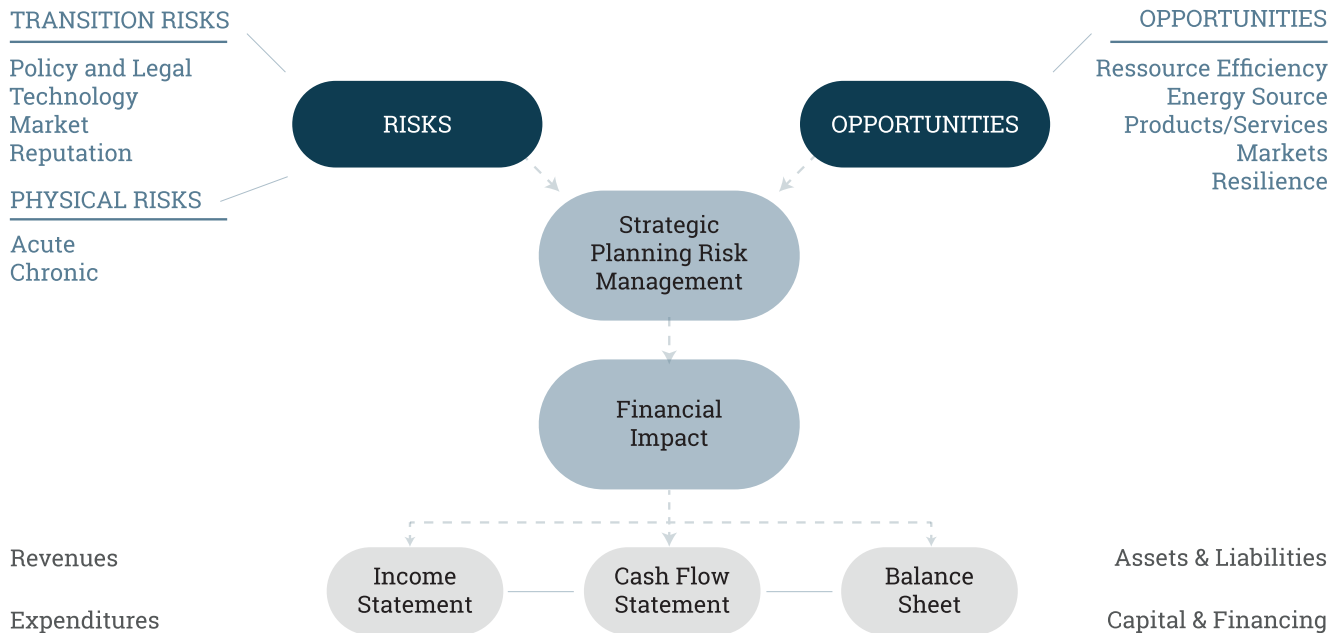 TRANSITION RISKS
Policy and Legal
Technology
Market
Reputation
PHYSICAL RISKS
Acute
Chronic
RISKS
OPPORTUNITIES
OPPORTUNITIES
Ressource Efficiency
Energy Source
Products/Services
Markets
Resilience
Strategic
Planning Risk
Management
Financial
Impact
Revenues
Expenditures
Income
Statement
Cash Flow
Statement
Balance
Sheet
Assets & Liabilities
Capital & Financing